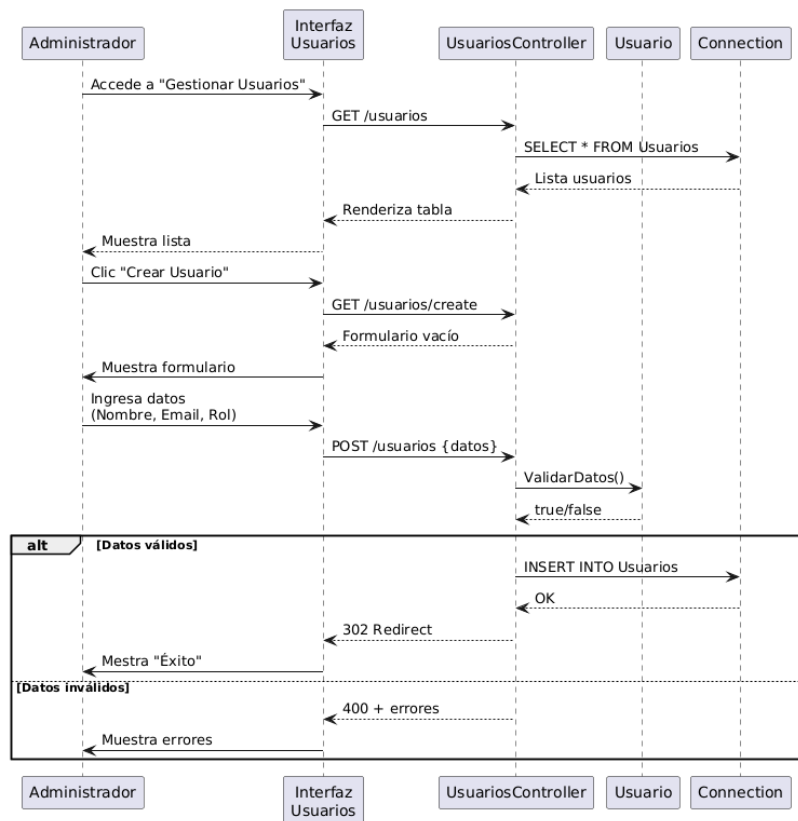 Administrador
Interfaz
Usuarios
UsuariosController
Usuario
Connection
Accede a "Gestionar Usuarios"
GET /usuarios
SELECT * FROM Usuarios
Lista usuarios
Renderiza tabla
Muestra lista
Clic "Crear Usuario"
GET /usuarios/create
Formulario vacío
Muestra formulario
Ingresa datos
(Nombre, Email, Rol)
POST /usuarios {datos}
ValidarDatos()
true/false
alt [Datos válidos]
INSERT INTO Usuarios
OK
302 Redirect
Mestra "Éxito"
[Datos inválidos]
400 + errores
Muestra errores
Administrador
Interfaz
Usuarios
UsuariosController
Usuario
Connection